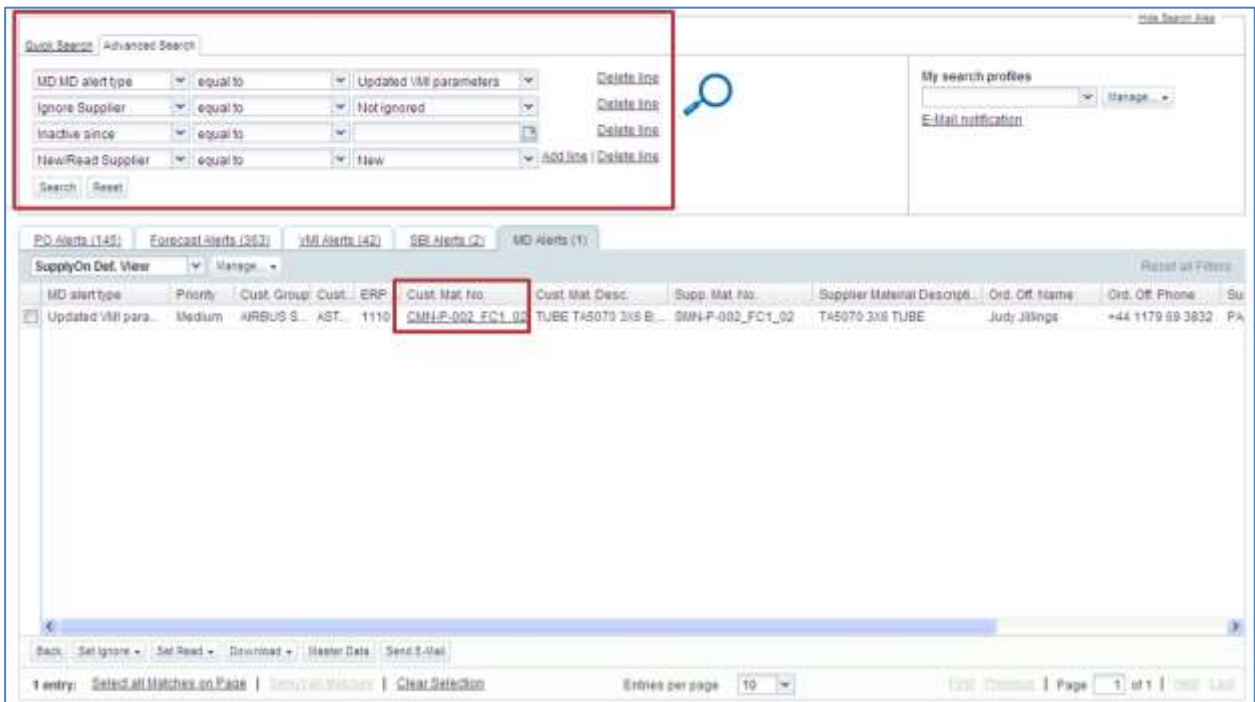 Hide Search Area
Quick Search Advanced Search
MD:MD alert type equal to Updated VMI parameters Delete line
Ignore Supplier equal to Not ignored Delete line
Inactive since equal to Delete line
New/Read Supplier equal to New Add line | Delete line
Search Reset
My search profiles
Manage...
E-Mail notification
PO Alerts (145) Forecast Alerts (363) VMI Alerts (42) SBI Alerts (2) MD Alerts (1)
SupplyOn Def. View Manage... Reset all Filters
MD alert type Priority Cust. Group Cust... ERP Cust. Mat. No. Cust. Mat. Desc. Supp. Mat. No. Supplier Material Descripti... Ord. Off. Name Ord. Off. Phone Su
Updated VMI para... Medium AIRBUS S... AST... 1110 CMN-P-002_FC1_02 TUBE TA5070 3X6 B... SMN-P-002_FC1_02 TA5070 3X6 TUBE Judy Jillings +44 1179 69 3832 PA
Back Set Ignore Set Read Download Master Data Send E-Mail
1 entry: Select all Matches on Page | Select all Matches | Clear Selection Entries per page 10 First Previous | Page 1 of 1 | Next Last